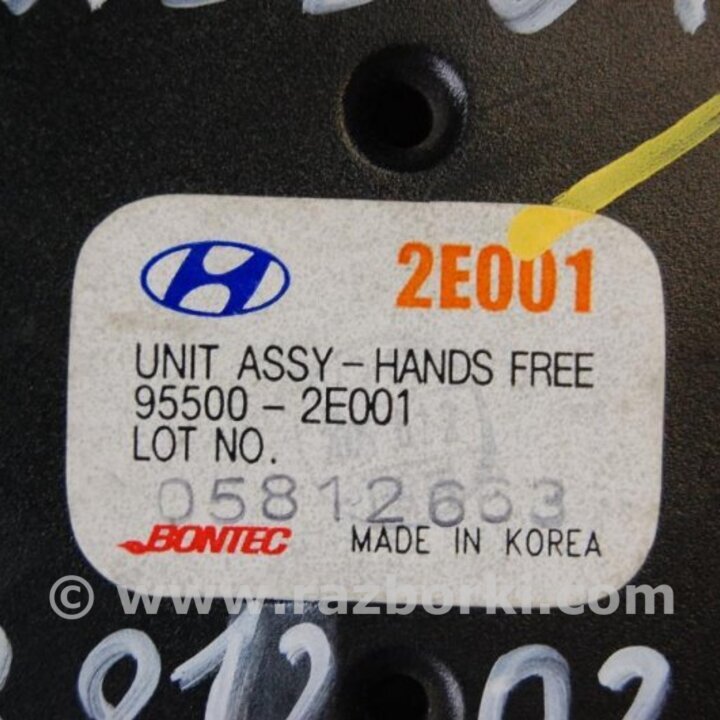 2E001
UNIT ASSY - HANDS FREE
95500 - 2E001
LOT NO.
05812663
BONTEC MADE IN KOREA
© www.razborki.com